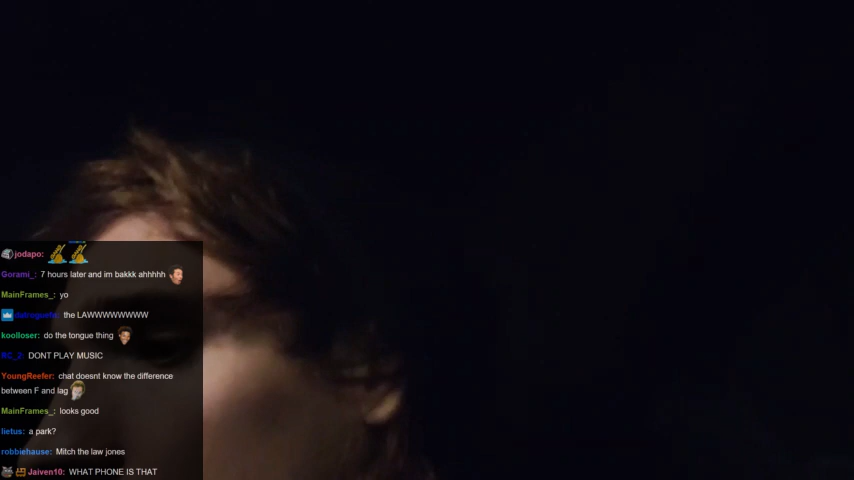 jodapo:
Gorami_: 7 hours later and im bakkk ahhhhh
MainFrames_: yo
the LAWWWWWWWW
koolloser: do the tongue thing
RC_2: DONT PLAY MUSIC
YoungReefer: chat doesnt know the difference
between F and lag
MainFrames_: looks good
lietus: a park?
robbiehause: Mitch the law jones
Jaiven10: WHAT PHONE IS THAT